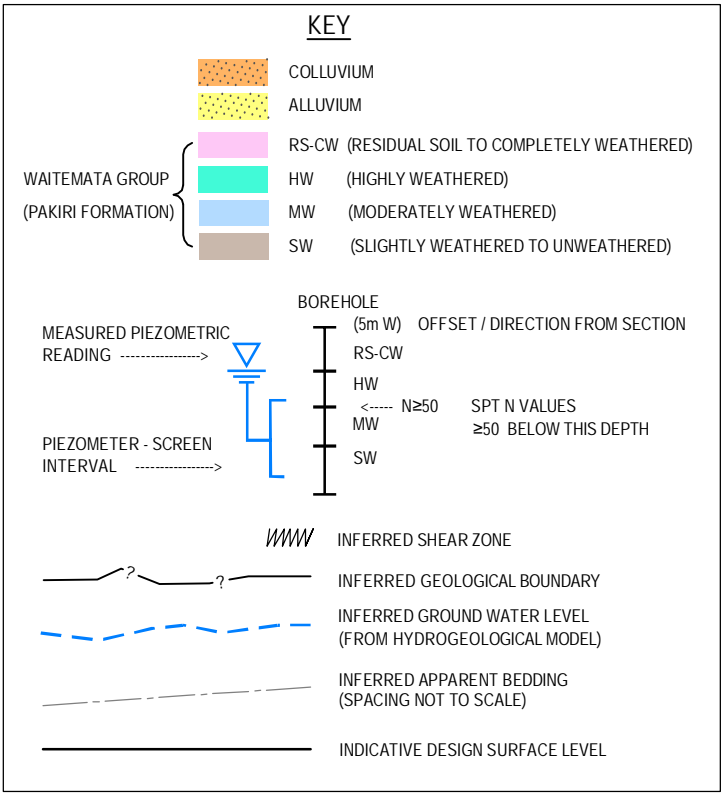 KEY
COLLUVIUM
ALLUVIUM
RS-CW (RESIDUAL SOIL TO COMPLETELY WEATHERED)
WAITEMATA GROUP
(PAKIRI FORMATION)
HW (HIGHLY WEATHERED)
MW (MODERATELY WEATHERED)
SW (SLIGHTLY WEATHERED TO UNWEATHERED)
BOREHOLE
(5m W) OFFSET / DIRECTION FROM SECTION
MEASURED PIEZOMETRIC
READING ----------------->
RS-CW
HW
<----- N≥50 SPT N VALUES
MW ≥50 BELOW THIS DEPTH
PIEZOMETER - SCREEN
INTERVAL ---------------->
SW
INFERRED SHEAR ZONE
? ? INFERRED GEOLOGICAL BOUNDARY
INFERRED GROUND WATER LEVEL
(FROM HYDROGEOLOGICAL MODEL)
INFERRED APPARENT BEDDING
(SPACING NOT TO SCALE)
INDICATIVE DESIGN SURFACE LEVEL